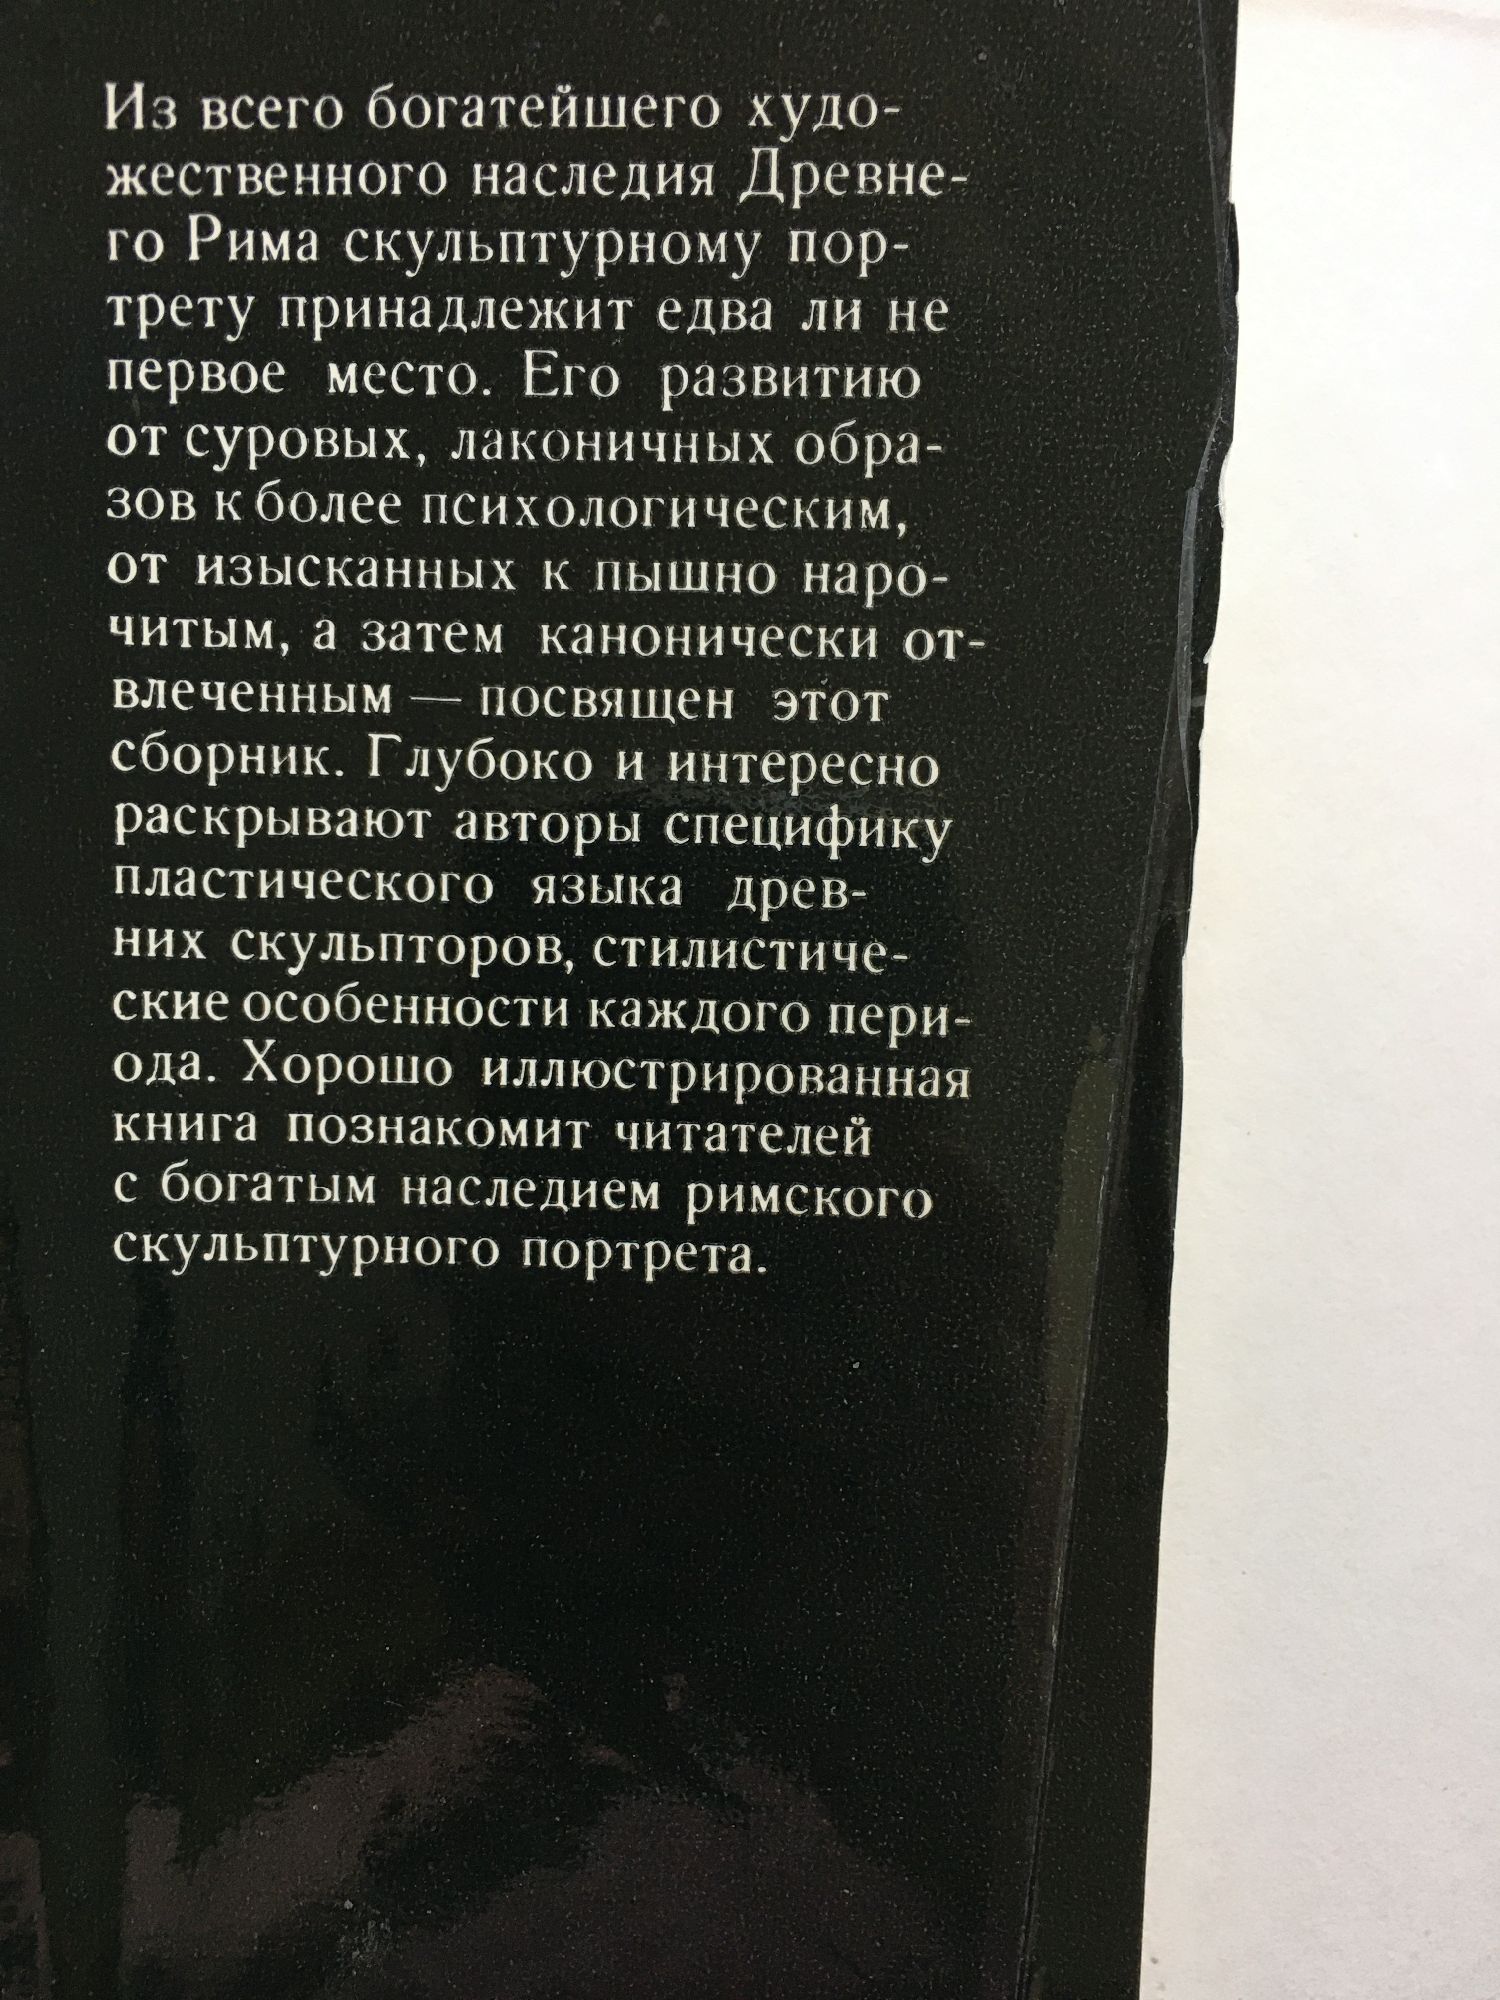 Из всего богатейшего худо-
жественного наследия Древне-
го Рима скульптурному пор-
трету принадлежит едва ли не
первое место. Его развитию
от суровых, лаконичных обра-
зов к более психологическим,
от изысканных к пышно наро-
читым, а затем канонически от-
влеченным — посвящен этот
сборник. Глубоко и интересно
раскрывают авторы специфику
пластического языка древ-
них скульпторов, стилистиче-
ские особенности каждого пери-
ода. Хорошо иллюстрированная
книга познакомит читателей
с богатым наследием римского
скульптурного портрета.